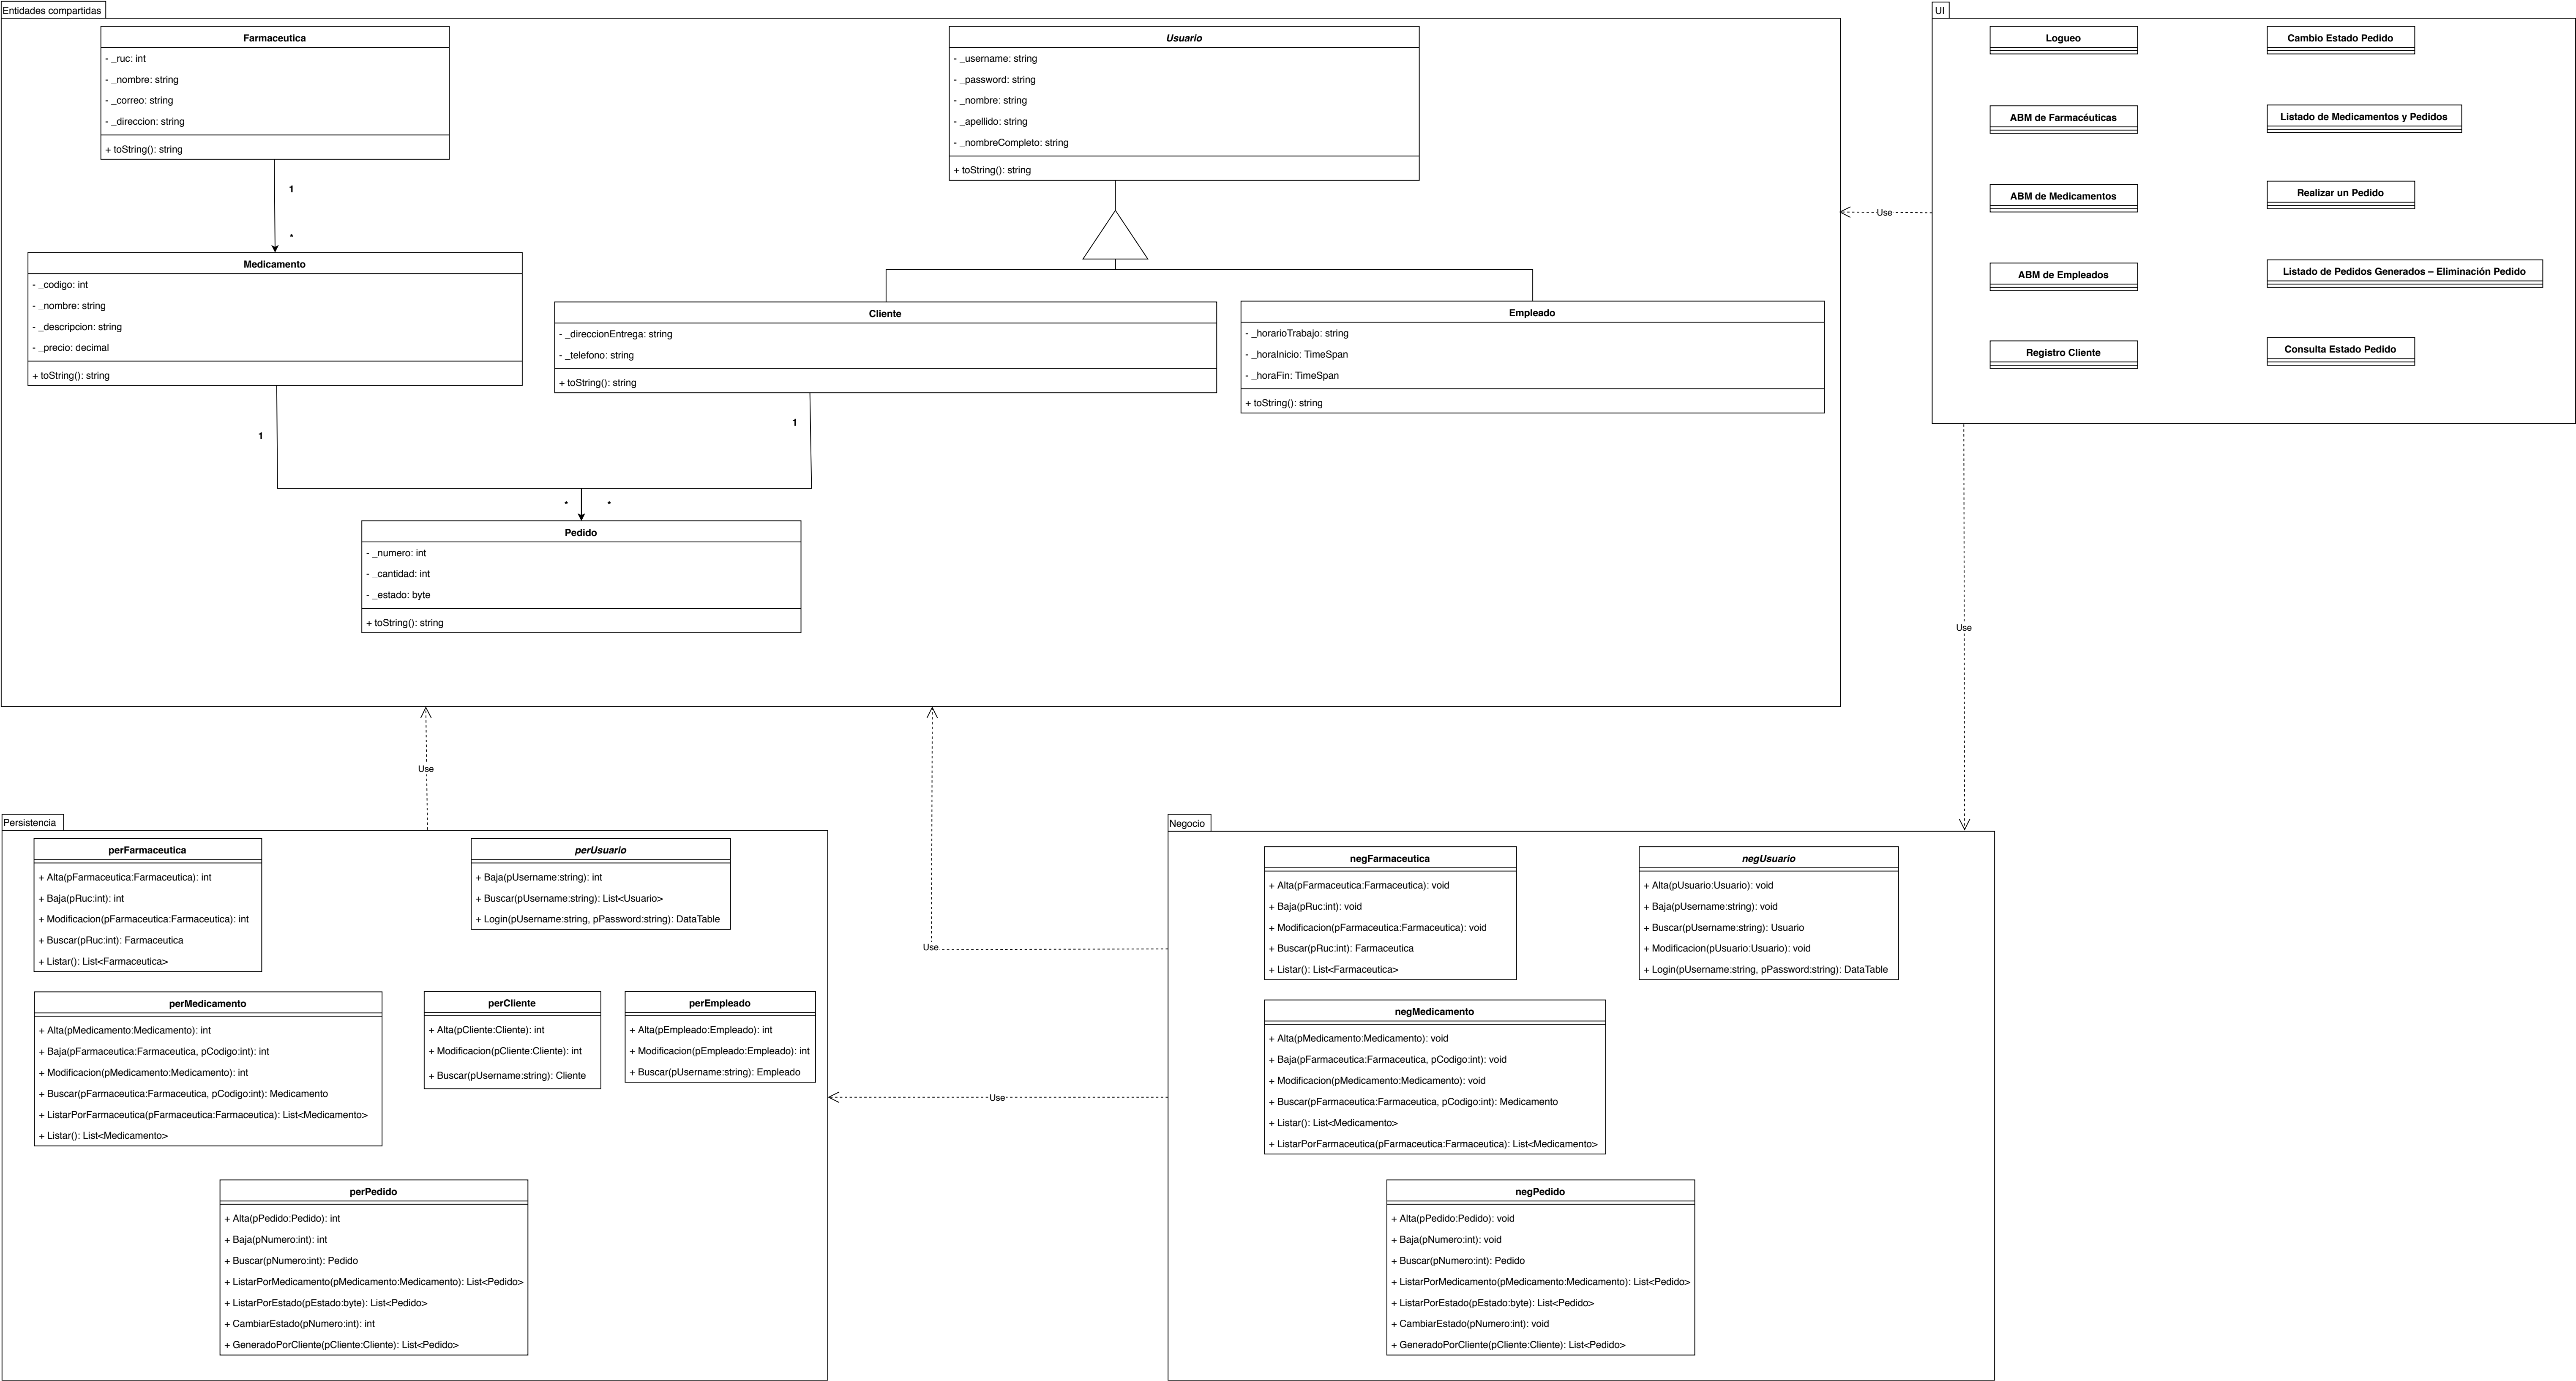 Entidades compartidas
Farmaceutica
- _ruc: int
- _nombre: string
- _correo: string
- _direccion: string
+ toString(): string
1
*
Medicamento
- _codigo: int
- _nombre: string
- _descripcion: string
- _precio: decimal
+ toString(): string
Usuario
- _username: string
- _password: string
- _nombre: string
- _apellido: string
- _nombreCompleto: string
+ toString(): string
Cliente
- _direccionEntrega: string
- _telefono: string
+ toString(): string
Empleado
- _horarioTrabajo: string
- _horaInicio: TimeSpan
- _horaFin: TimeSpan
+ toString(): string
1
1
*
*
Pedido
- _numero: int
- _cantidad: int
- _estado: byte
+ toString(): string
Use
UI
Logueo
Cambio Estado Pedido
ABM de Farmacéuticas
Listado de Medicamentos y Pedidos
ABM de Medicamentos
Realizar un Pedido
ABM de Empleados
Listado de Pedidos Generados – Eliminación Pedido
Registro Cliente
Consulta Estado Pedido
Use
Use
Use
Use
Persistencia
perFarmaceutica
+ Alta(pFarmaceutica:Farmaceutica): int
+ Baja(pRuc:int): int
+ Modificacion(pFarmaceutica:Farmaceutica): int
+ Buscar(pRuc:int): Farmaceutica
+ Listar(): List<Farmaceutica>
perUsuario
+ Baja(pUsername:string): int
+ Buscar(pUsername:string): List<Usuario>
+ Login(pUsername:string, pPassword:string): DataTable
perMedicamento
+ Alta(pMedicamento:Medicamento): int
+ Baja(pFarmaceutica:Farmaceutica, pCodigo:int): int
+ Modificacion(pMedicamento:Medicamento): int
+ Buscar(pFarmaceutica:Farmaceutica, pCodigo:int): Medicamento
+ ListarPorFarmaceutica(pFarmaceutica:Farmaceutica): List<Medicamento>
+ Listar(): List<Medicamento>
perCliente
+ Alta(pCliente:Cliente): int
+ Modificacion(pCliente:Cliente): int
+ Buscar(pUsername:string): Cliente
perEmpleado
+ Alta(pEmpleado:Empleado): int
+ Modificacion(pEmpleado:Empleado): int
+ Buscar(pUsername:string): Empleado
perPedido
+ Alta(pPedido:Pedido): int
+ Baja(pNumero:int): int
+ Buscar(pNumero:int): Pedido
+ ListarPorMedicamento(pMedicamento:Medicamento): List<Pedido>
+ ListarPorEstado(pEstado:byte): List<Pedido>
+ CambiarEstado(pNumero:int): int
+ GeneradoPorCliente(pCliente:Cliente): List<Pedido>
Negocio
negFarmaceutica
+ Alta(pFarmaceutica:Farmaceutica): void
+ Baja(pRuc:int): void
+ Modificacion(pFarmaceutica:Farmaceutica): void
+ Buscar(pRuc:int): Farmaceutica
+ Listar(): List<Farmaceutica>
negUsuario
+ Alta(pUsuario:Usuario): void
+ Baja(pUsername:string): void
+ Buscar(pUsername:string): Usuario
+ Modificacion(pUsuario:Usuario): void
+ Login(pUsername:string, pPassword:string): DataTable
negMedicamento
+ Alta(pMedicamento:Medicamento): void
+ Baja(pFarmaceutica:Farmaceutica, pCodigo:int): void
+ Modificacion(pMedicamento:Medicamento): void
+ Buscar(pFarmaceutica:Farmaceutica, pCodigo:int): Medicamento
+ Listar(): List<Medicamento>
+ ListarPorFarmaceutica(pFarmaceutica:Farmaceutica): List<Medicamento>
negPedido
+ Alta(pPedido:Pedido): void
+ Baja(pNumero:int): void
+ Buscar(pNumero:int): Pedido
+ ListarPorMedicamento(pMedicamento:Medicamento): List<Pedido>
+ ListarPorEstado(pEstado:byte): List<Pedido>
+ CambiarEstado(pNumero:int): void
+ GeneradoPorCliente(pCliente:Cliente): List<Pedido>